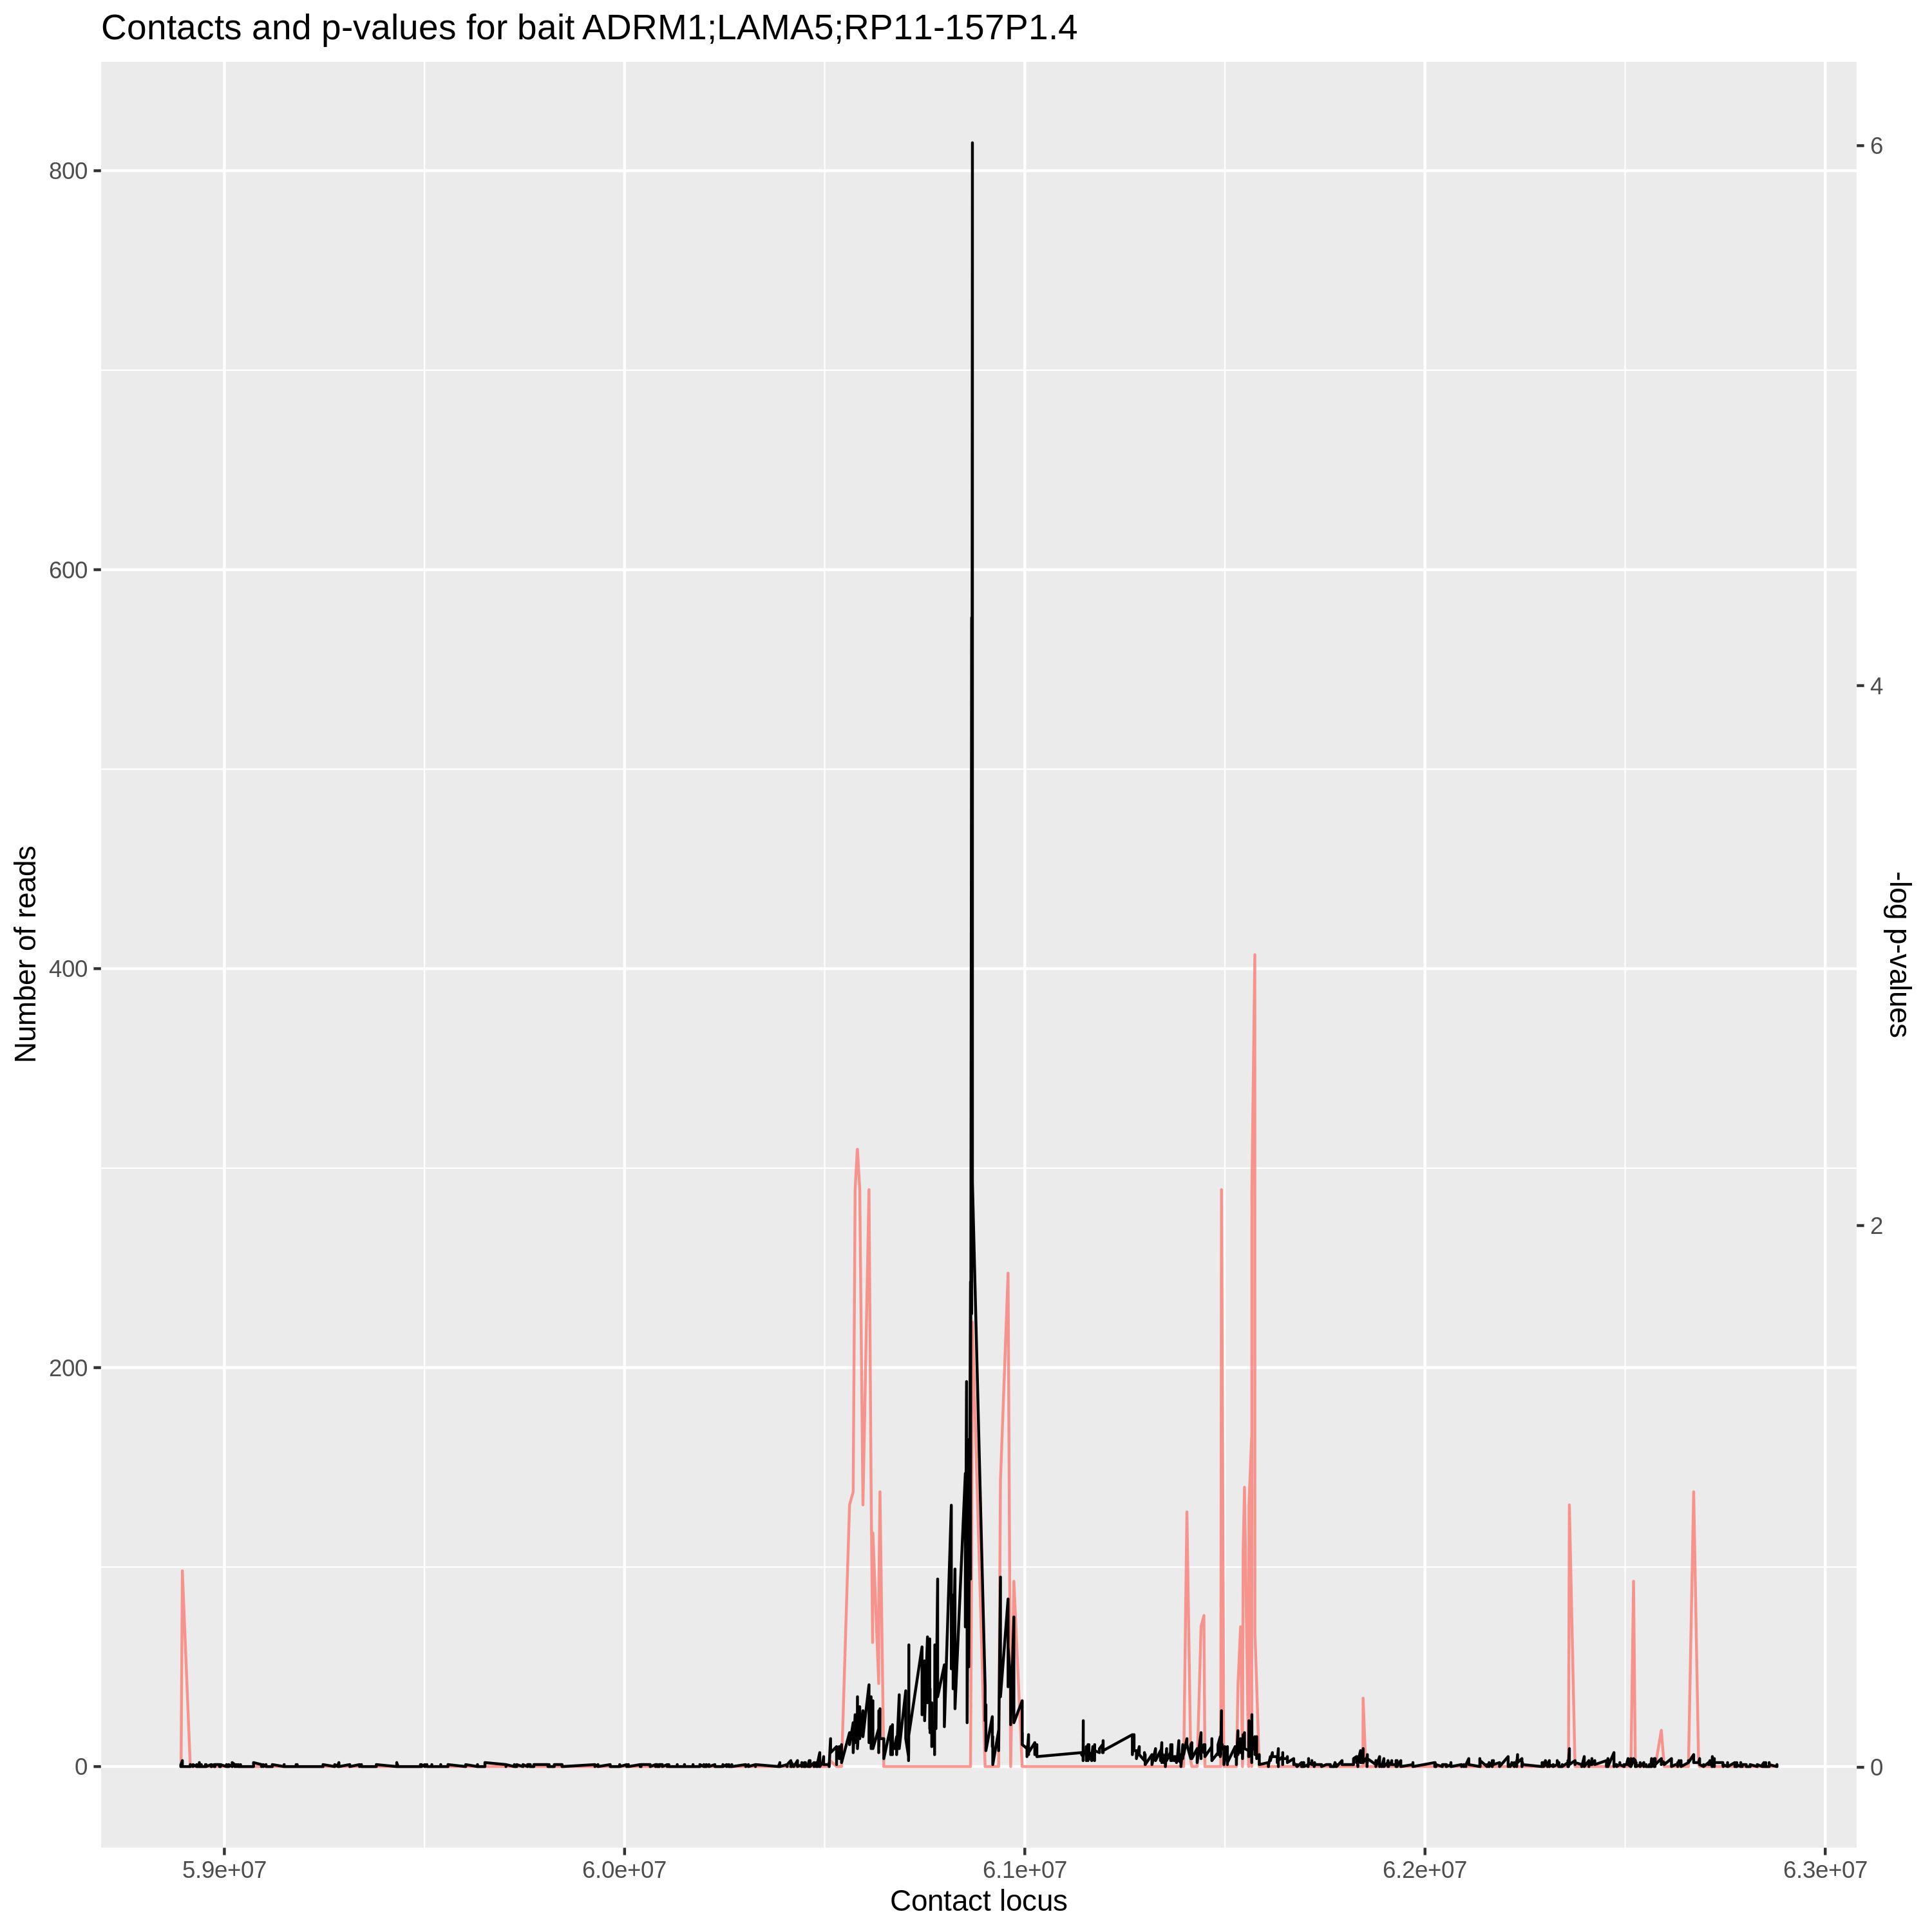 Contacts and p-values for bait ADRM1;LAMA5;RP11-157P1.4
800
600
400
200
0
Number of reads
6
4
2
0
-log p-values
5.9e+07
6.0e+07
6.1e+07
6.2e+07
6.3e+07
Contact locus